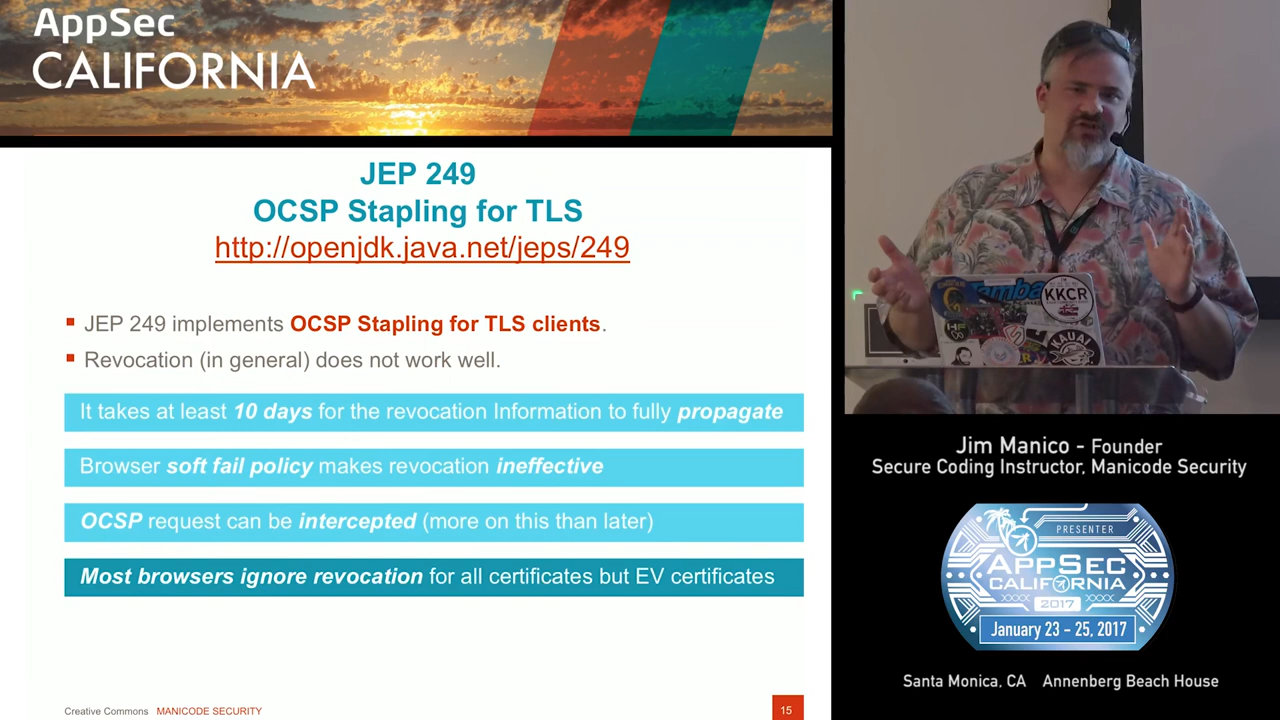 AppSec
CALIFORNIA
JEP 249
OCSP Stapling for TLS
http://openjdk.java.net/jeps/249
JEP 249 implements OCSP Stapling for TLS clients.
Revocation (in general) does not work well.
It takes at least 10 days for the revocation Information to fully propagate
Browser soft fail policy makes revocation ineffective
OCSP request can be intercepted (more on this than later)
Most browsers ignore revocation for all certificates but EV certificates
Creative Commons MANICODE SECURITY
15
KKCR
KAUAI
Jim Manico - Founder
Secure Coding Instructor, Manicode Security
PRESENTER
APPSEC
CALIFORNIA
2017
January 23 - 25, 2017
Santa Monica, CA Annenberg Beach House